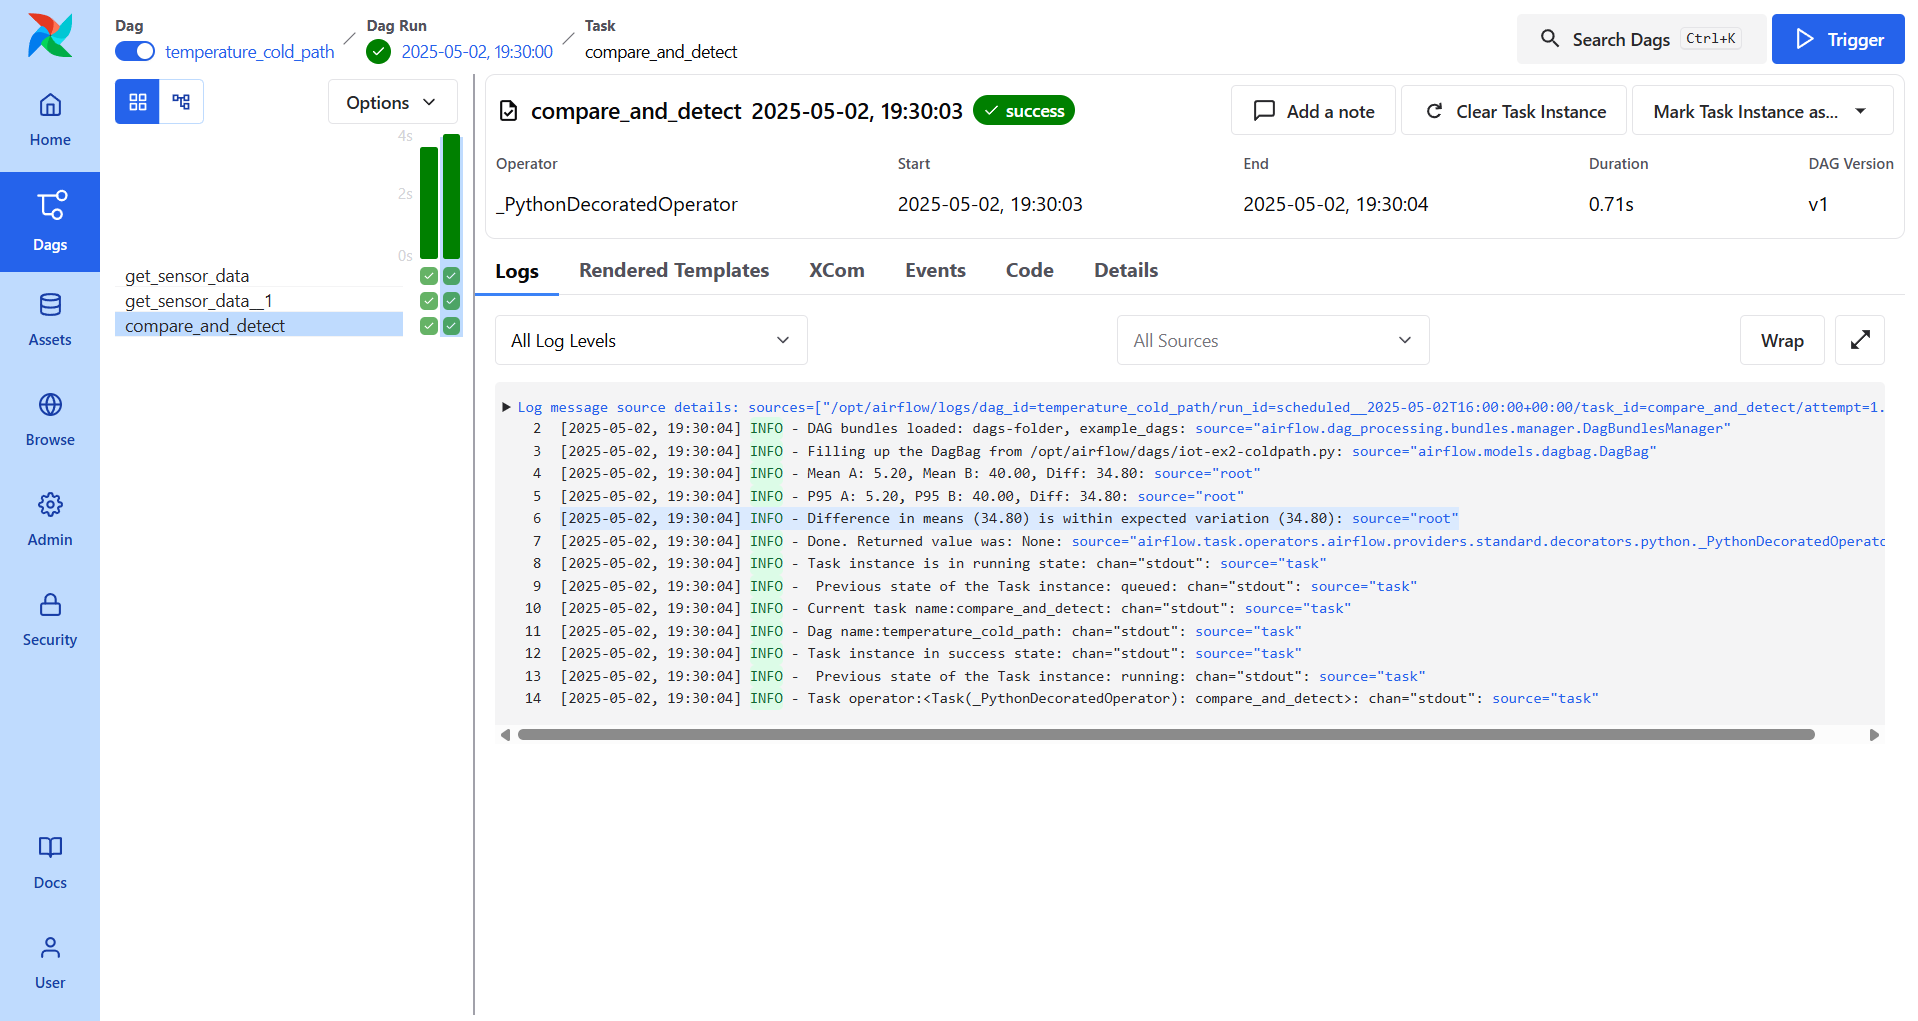 Dag
temperature_cold_path
Dag Run
2025-05-02, 19:30:00
Task
compare_and_detect
Search Dags Ctrl+K
Trigger
Home
Dags
Assets
Browse
Admin
Security
Docs
User
Options
4s
2s
0s
get_sensor_data
get_sensor_data__1
compare_and_detect
compare_and_detect 2025-05-02, 19:30:03 success
Add a note
Clear Task Instance
Mark Task Instance as...
Operator Start End Duration DAG Version
_PythonDecoratedOperator 2025-05-02, 19:30:03 2025-05-02, 19:30:04 0.71s v1
Logs Rendered Templates XCom Events Code Details
All Log Levels
All Sources
Wrap
Log message source details: sources=["/opt/airflow/logs/dag_id=temperature_cold_path/run_id=scheduled__2025-05-02T16:00:00+00:00/task_id=compare_and_detect/attempt=1.
2 [2025-05-02, 19:30:04] INFO - DAG bundles loaded: dags-folder, example_dags: source="airflow.dag_processing.bundles.manager.DagBundlesManager"
3 [2025-05-02, 19:30:04] INFO - Filling up the DagBag from /opt/airflow/dags/iot-ex2-coldpath.py: source="airflow.models.dagbag.DagBag"
4 [2025-05-02, 19:30:04] INFO - Mean A: 5.20, Mean B: 40.00, Diff: 34.80: source="root"
5 [2025-05-02, 19:30:04] INFO - P95 A: 5.20, P95 B: 40.00, Diff: 34.80: source="root"
6 [2025-05-02, 19:30:04] INFO - Difference in means (34.80) is within expected variation (34.80): source="root"
7 [2025-05-02, 19:30:04] INFO - Done. Returned value was: None: source="airflow.task.operators.airflow.providers.standard.decorators.python._PythonDecoratedOperato
8 [2025-05-02, 19:30:04] INFO - Task instance is in running state: chan="stdout": source="task"
9 [2025-05-02, 19:30:04] INFO -  Previous state of the Task instance: queued: chan="stdout": source="task"
10 [2025-05-02, 19:30:04] INFO - Current task name:compare_and_detect: chan="stdout": source="task"
11 [2025-05-02, 19:30:04] INFO - Dag name:temperature_cold_path: chan="stdout": source="task"
12 [2025-05-02, 19:30:04] INFO - Task instance in success state: chan="stdout": source="task"
13 [2025-05-02, 19:30:04] INFO -  Previous state of the Task instance: running: chan="stdout": source="task"
14 [2025-05-02, 19:30:04] INFO - Task operator:<Task(_PythonDecoratedOperator): compare_and_detect>: chan="stdout": source="task"